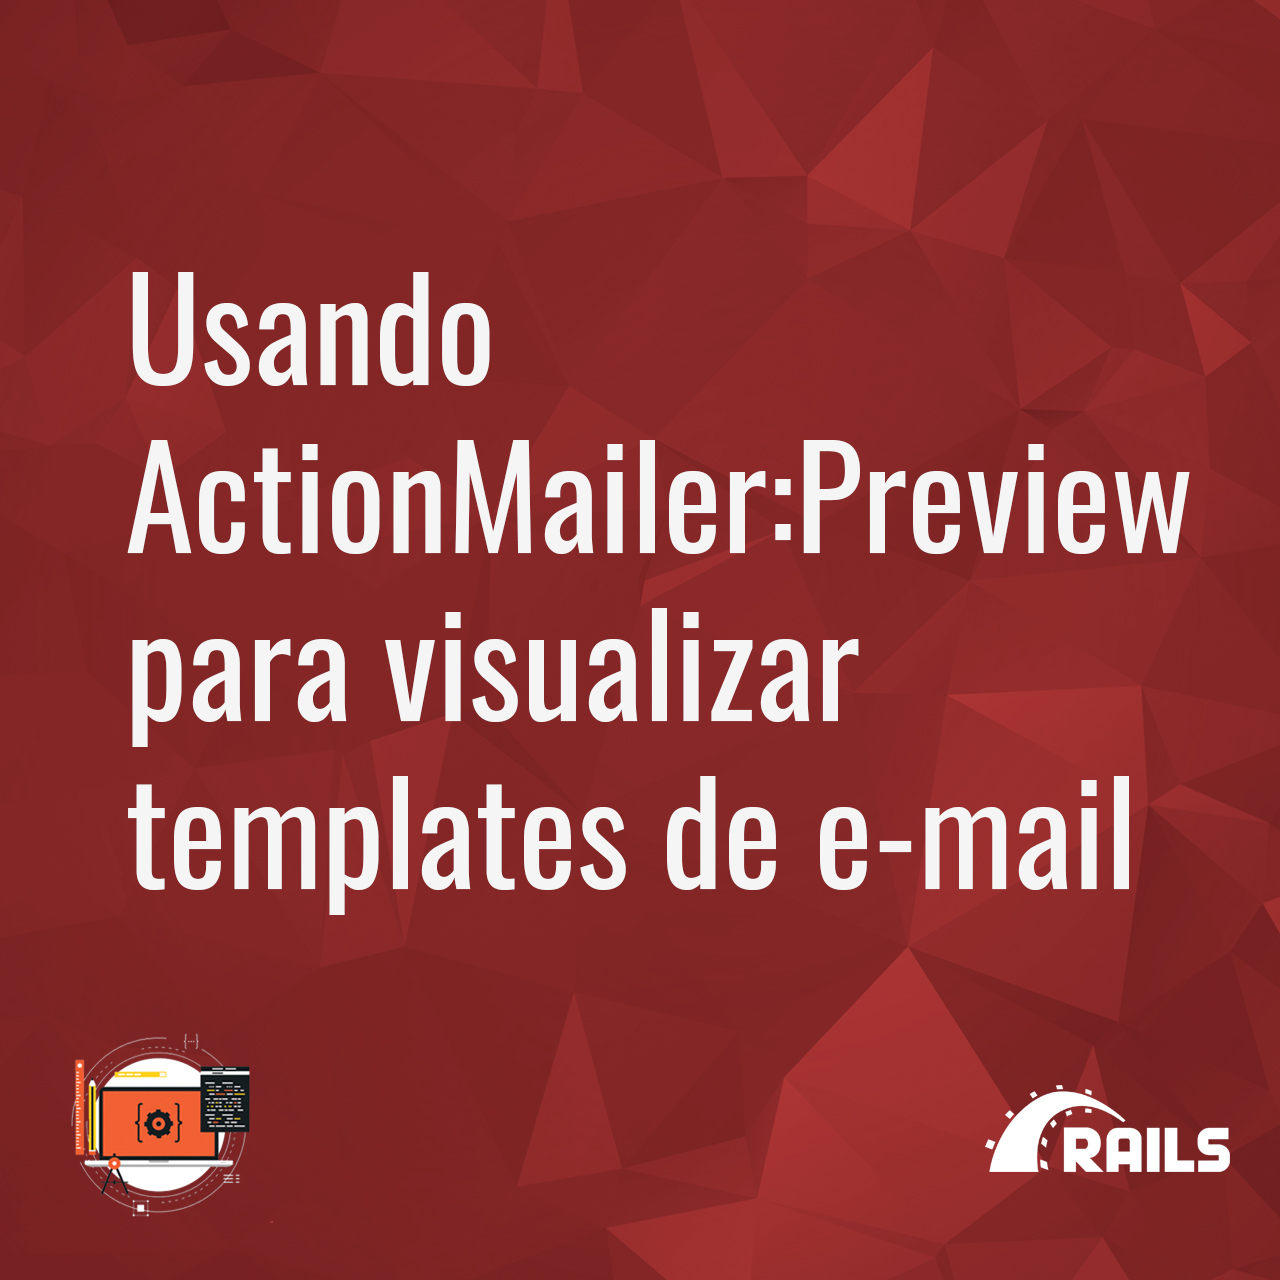 Usando
ActionMailer:Preview
para visualizar
templates de e-mail
RAILS